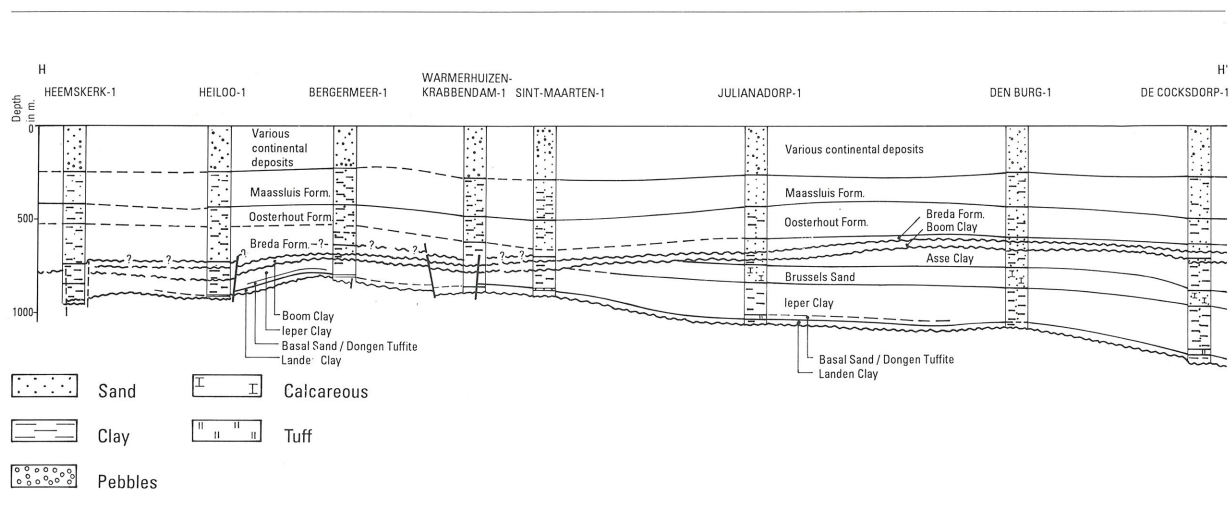 H
H'
WARMERHUIZEN-
HEEMSKERK-1 HEILOO-1 BERGERMEER-1 KRABBENDAM-1 SINT-MAARTEN-1 JULIANADORP-1 DEN BURG-1 DE COCKSDORP-1
Depth
in m.
0
500
1000
Various
continental
deposits
Various continental deposits
Maassluis Form.
Maassluis Form.
Oosterhout Form.
Oosterhout Form.
Breda Form.
Boom Clay
Breda Form. -?-
? ? ? ? ? ? ? ?
Asse Clay
Brussels Sand
Ieper Clay
Boom Clay
Ieper Clay
Basal Sand / Dongen Tuffite
Lande Clay
Basal Sand / Dongen Tuffite
Landen Clay
Sand
Calcareous
Clay
Tuff
Pebbles